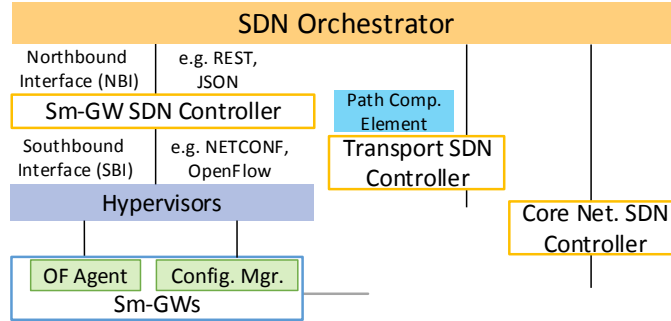 SDN Orchestrator
Northbound
Interface (NBI)
e.g. REST,
JSON
Sm-GW SDN Controller
Southbound
Interface (SBI)
e.g. NETCONF,
OpenFlow
Hypervisors
OF Agent
Config. Mgr.
Sm-GWs
Path Comp.
Element
Transport SDN
Controller
Core Net. SDN
Controller